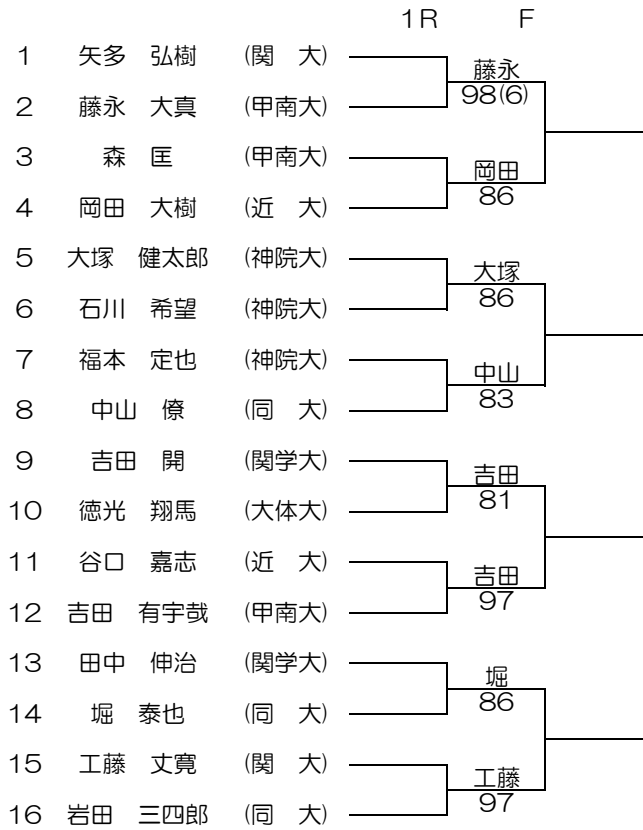 1R F
1 矢多 弘樹 (関 大)
藤永
98(6)
2 藤永 大真 (甲南大)
3 森 匡 (甲南大)
岡田
86
4 岡田 大樹 (近 大)
5 大塚 健太郎 (神院大)
大塚
86
6 石川 希望 (神院大)
7 福本 定也 (神院大)
中山
83
8 中山 僚 (同 大)
9 吉田 開 (関学大)
吉田
81
10 徳光 翔馬 (大体大)
11 谷口 嘉志 (近 大)
吉田
97
12 吉田 有宇哉 (甲南大)
13 田中 伸治 (関学大)
堀
86
14 堀 泰也 (同 大)
15 工藤 丈寛 (関 大)
工藤
97
16 岩田 三四郎 (同 大)